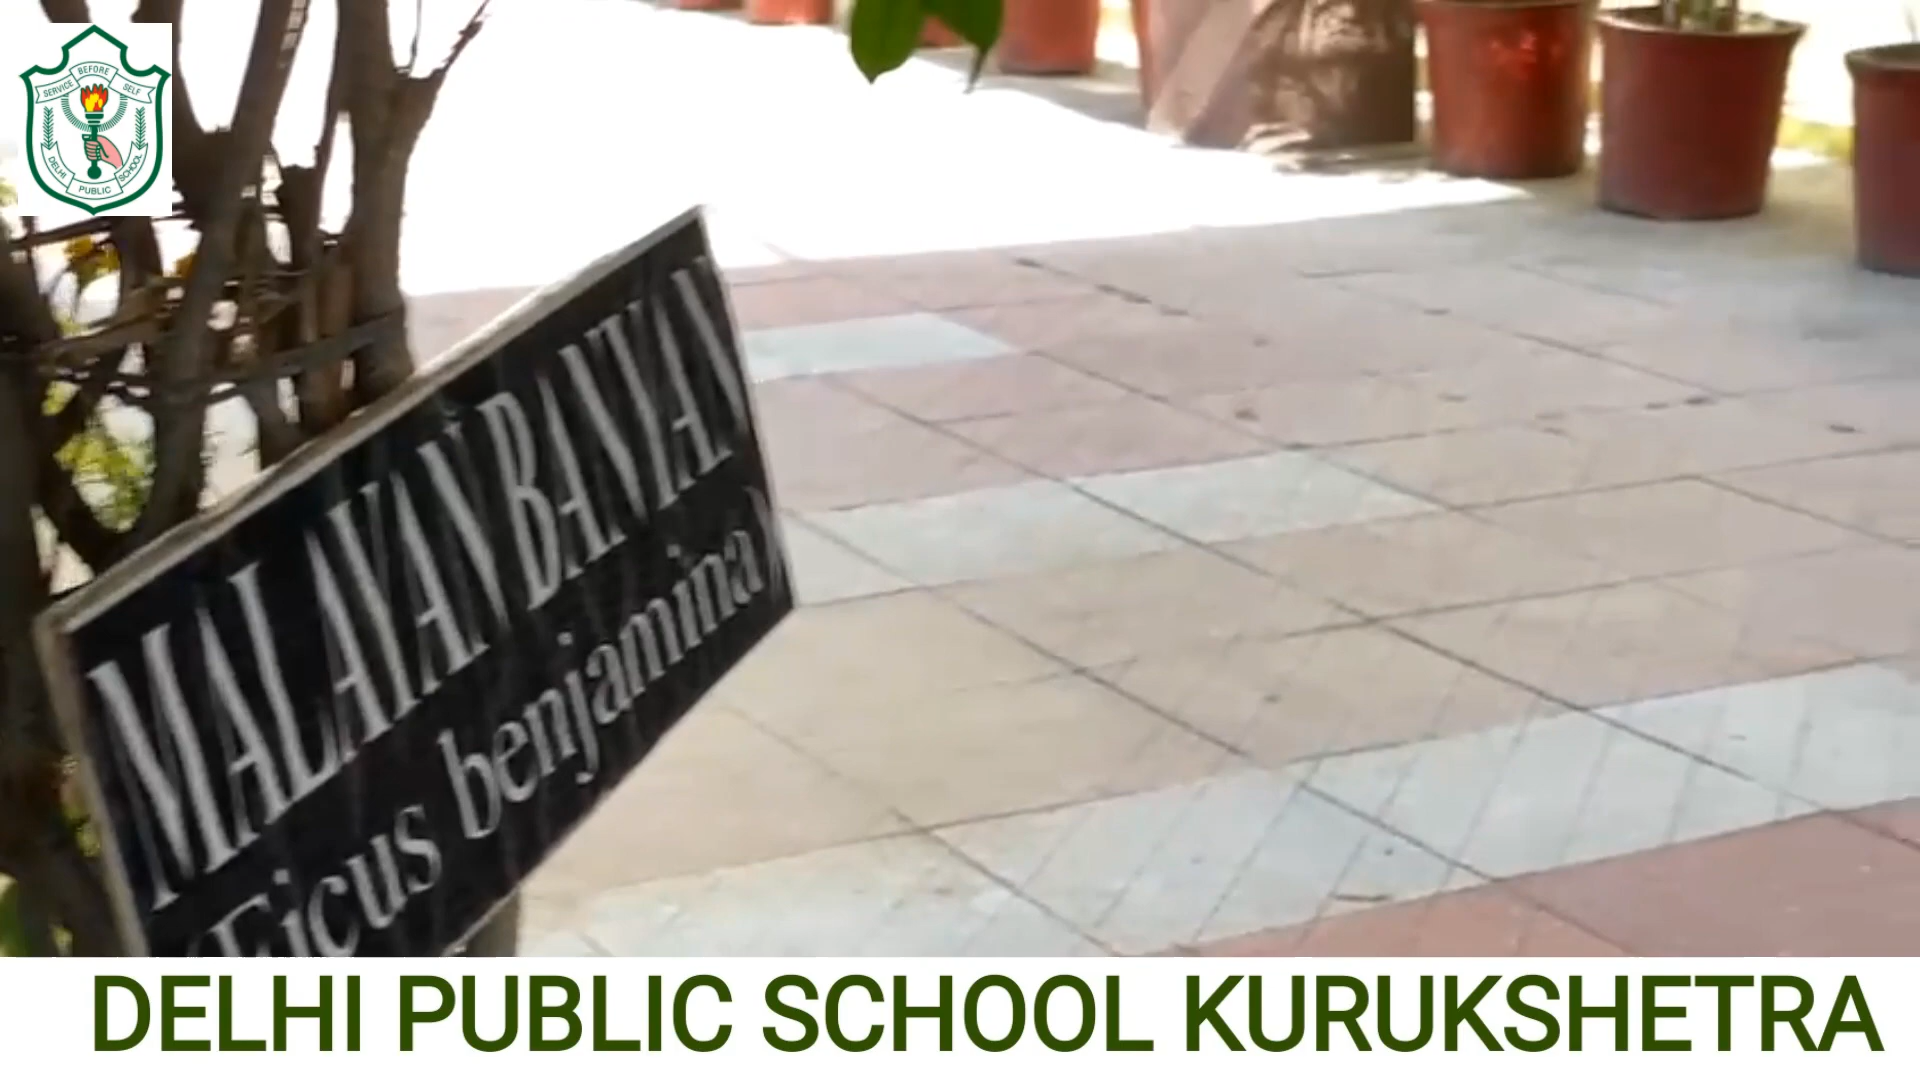 SERVICE BEFORE SELF
DELHI PUBLIC SCHOOL
MALAYAN BANYAN
(Ficus benjamina)
DELHI PUBLIC SCHOOL KURUKSHETRA